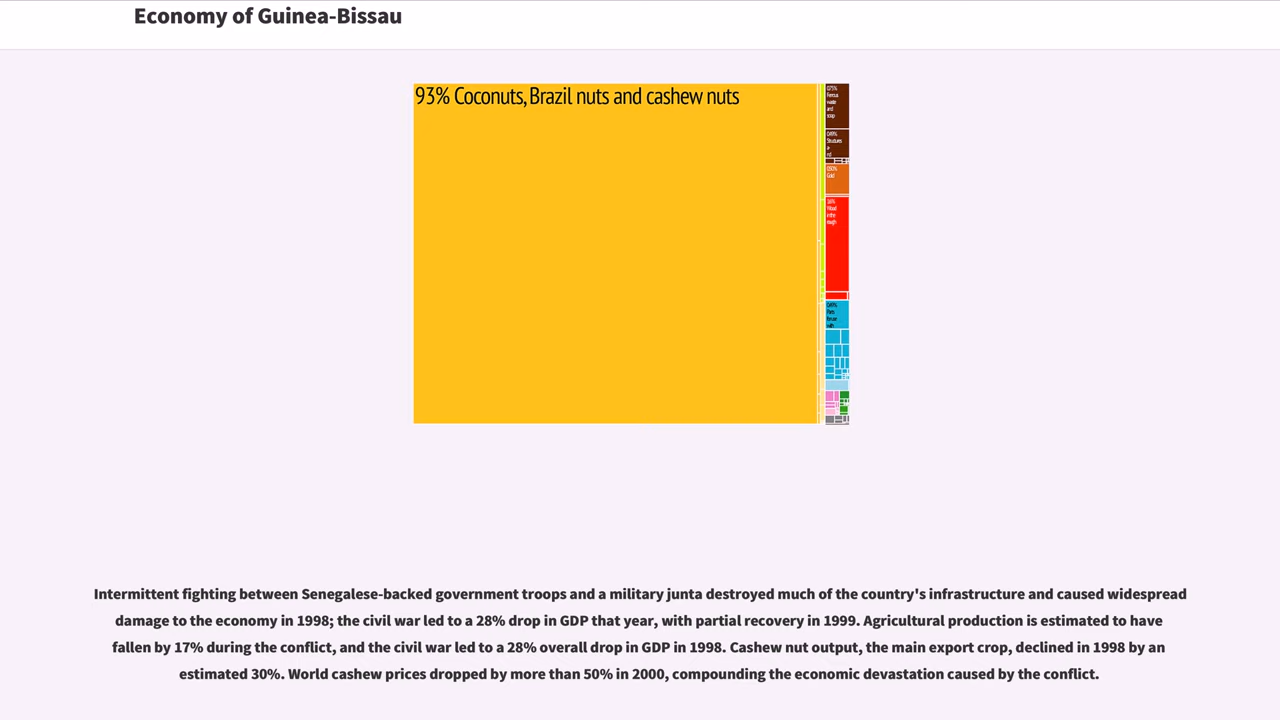 Economy of Guinea-Bissau
93% Coconuts, Brazil nuts and cashew nuts
Gold
Wood
in the
rough
Intermittent fighting between Senegalese-backed government troops and a military junta destroyed much of the country's infrastructure and caused widespread
damage to the economy in 1998; the civil war led to a 28% drop in GDP that year, with partial recovery in 1999. Agricultural production is estimated to have
fallen by 17% during the conflict, and the civil war led to a 28% overall drop in GDP in 1998. Cashew nut output, the main export crop, declined in 1998 by an
estimated 30%. World cashew prices dropped by more than 50% in 2000, compounding the economic devastation caused by the conflict.